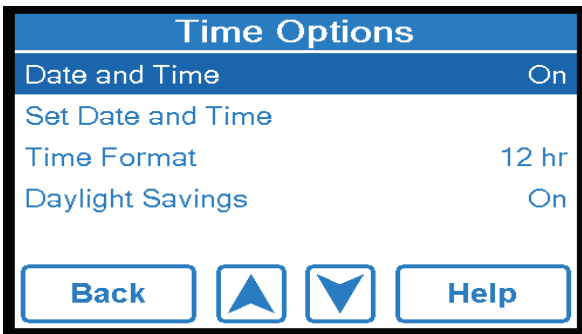 Time Options
Date and Time On
Set Date and Time
Time Format 12 hr
Daylight Savings On
Back Help